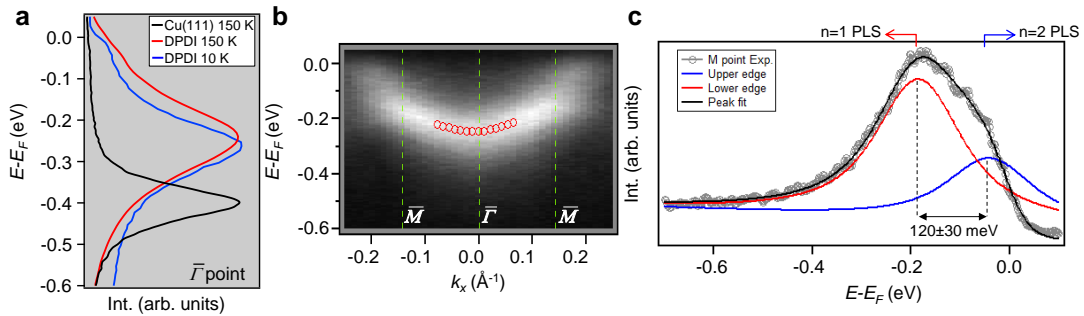 a
Cu(111) 150 K
DPDI 150 K
DPDI 10 K
0.0
-0.1
-0.2
-0.3
-0.4
-0.5
-0.6
E-E_F (eV)
Γ̅ point
Int. (arb. units)
b
0.0
-0.2
-0.4
-0.6
E-E_F (eV)
M̅ Γ̅ M̅
-0.2 -0.1 0.0 0.1 0.2
k_x (Å⁻¹)
c
n=1 PLS n=2 PLS
M point Exp.
Upper edge
Lower edge
Peak fit
Int. (arb. units)
120±30 meV
-0.6 -0.4 -0.2 0.0
E-E_F (eV)